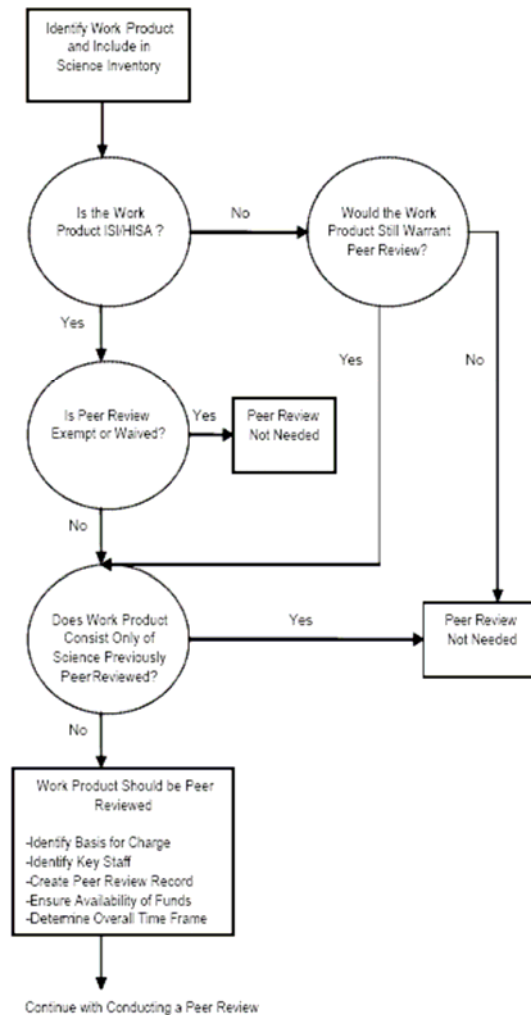 Identify Work Product
and Include in
Science Inventory
Is the Work
Product ISI/HISA ?
No
Would the Work
Product Still Warrant
Peer Review?
Yes
Yes
No
Is Peer Review
Exempt or Waived?
Yes
Peer Review
Not Needed
No
Does Work Product
Consist Only of
Science Previously
PeerReviewed?
Yes
Peer Review
Not Needed
No
Work Product Should be Peer
Reviewed
-Identify Basis for Charge
-Identify Key Staff
-Create Peer Review Record
-Ensure Availability of Funds
-Determine Overall Time Frame
Continue with Conducting a Peer Review